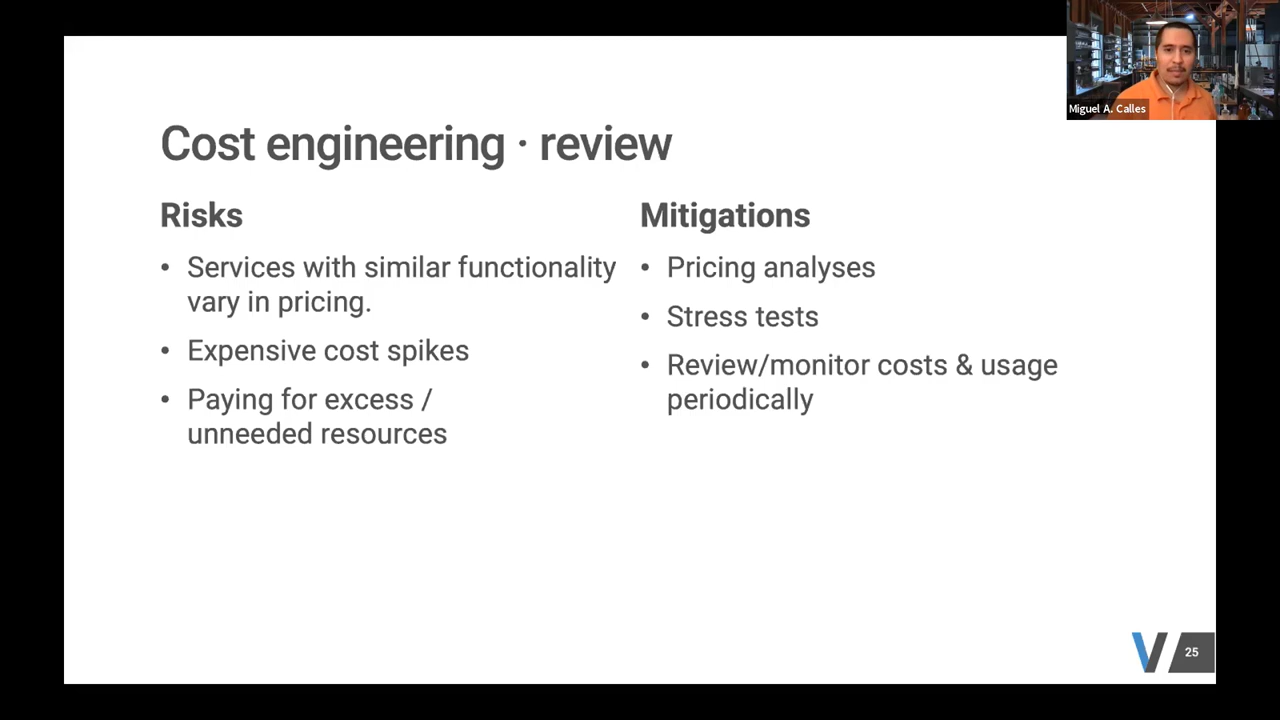 Miguel A. Calles
Cost engineering · review
Risks
• Services with similar functionality
vary in pricing.
• Expensive cost spikes
• Paying for excess /
unneeded resources
Mitigations
• Pricing analyses
• Stress tests
• Review/monitor costs & usage
periodically
V
25